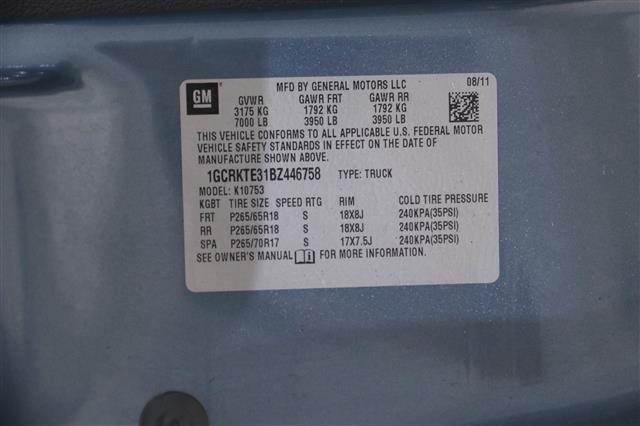 GM MFD BY GENERAL MOTORS LLC 08/11
GVWR GAWR FRT GAWR RR
3175 KG 1792 KG 1792 KG
7000 LB 3950 LB 3950 LB
THIS VEHICLE CONFORMS TO ALL APPLICABLE U.S. FEDERAL MOTOR
VEHICLE SAFETY STANDARDS IN EFFECT ON THE DATE OF
MANUFACTURE SHOWN ABOVE.
1GCRKTE31BZ446758 TYPE: TRUCK
MODEL: K10753
KGBT TIRE SIZE SPEED RTG RIM COLD TIRE PRESSURE
FRT P265/65R18 S 18X8J 240KPA(35PSI)
RR P265/65R18 S 18X8J 240KPA(35PSI)
SPA P265/70R17 S 17X7.5J 240KPA(35PSI)
SEE OWNER'S MANUAL FOR MORE INFORMATION.